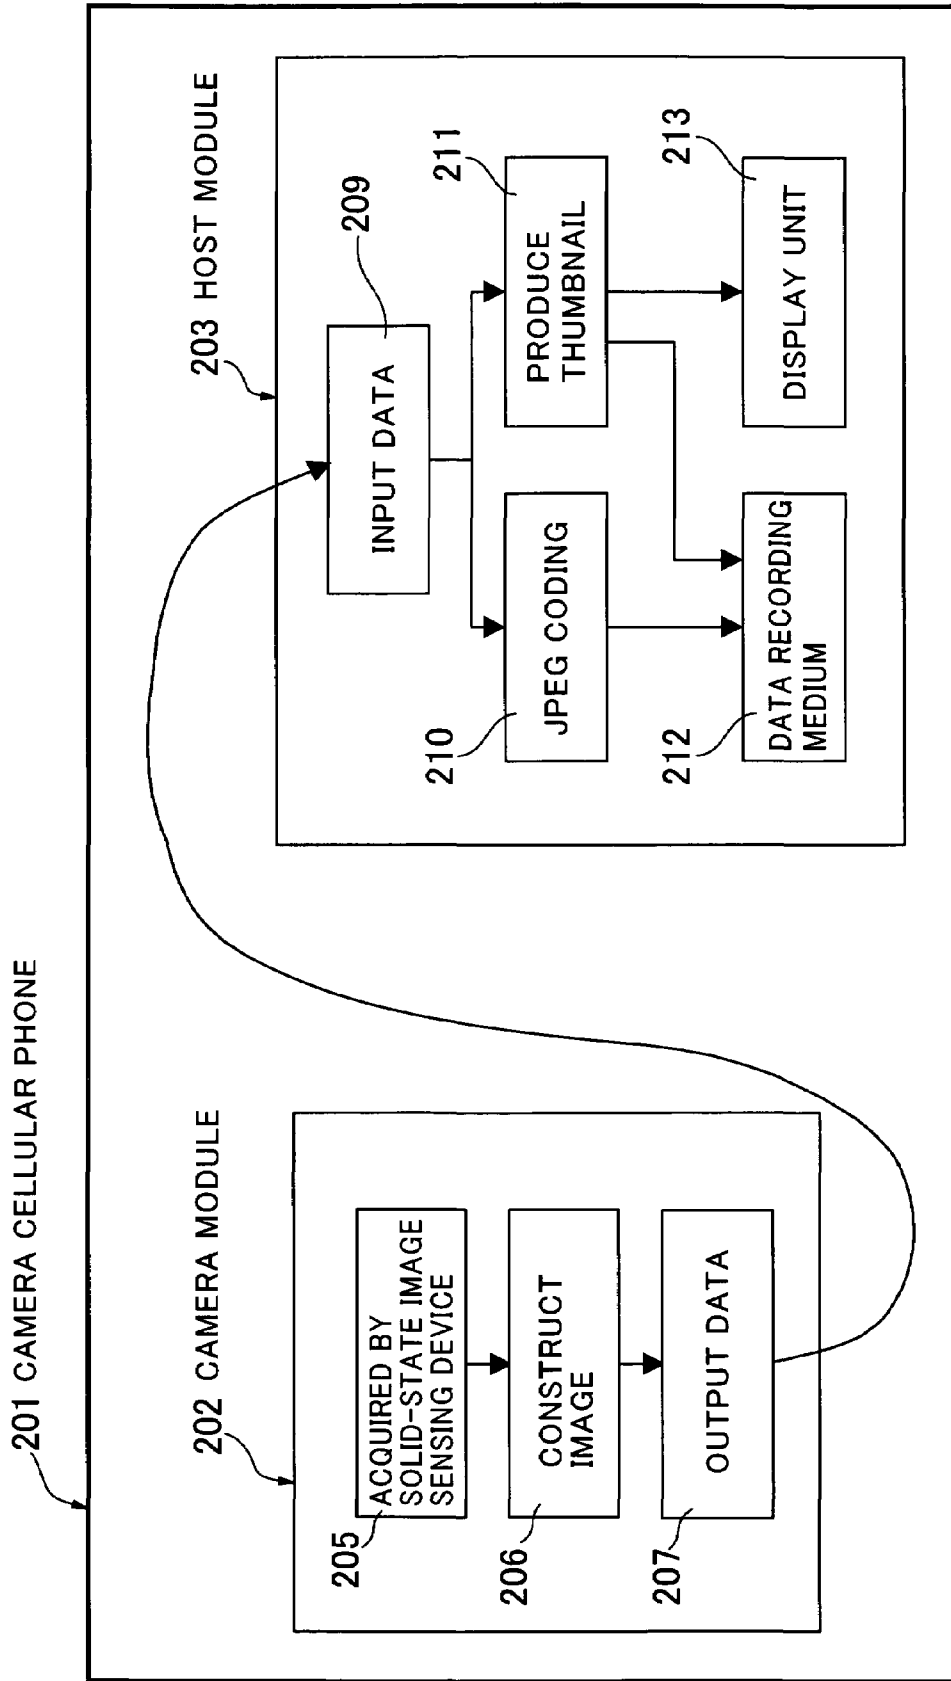 201 CAMERA CELLULAR PHONE
202 CAMERA MODULE
205
ACQUIRED BY
SOLID-STATE IMAGE
SENSING DEVICE
206
CONSTRUCT
IMAGE
207
OUTPUT DATA
203 HOST MODULE
209
INPUT DATA
210
JPEG CODING
211
PRODUCE
THUMBNAIL
212
DATA RECORDING
MEDIUM
213
DISPLAY UNIT